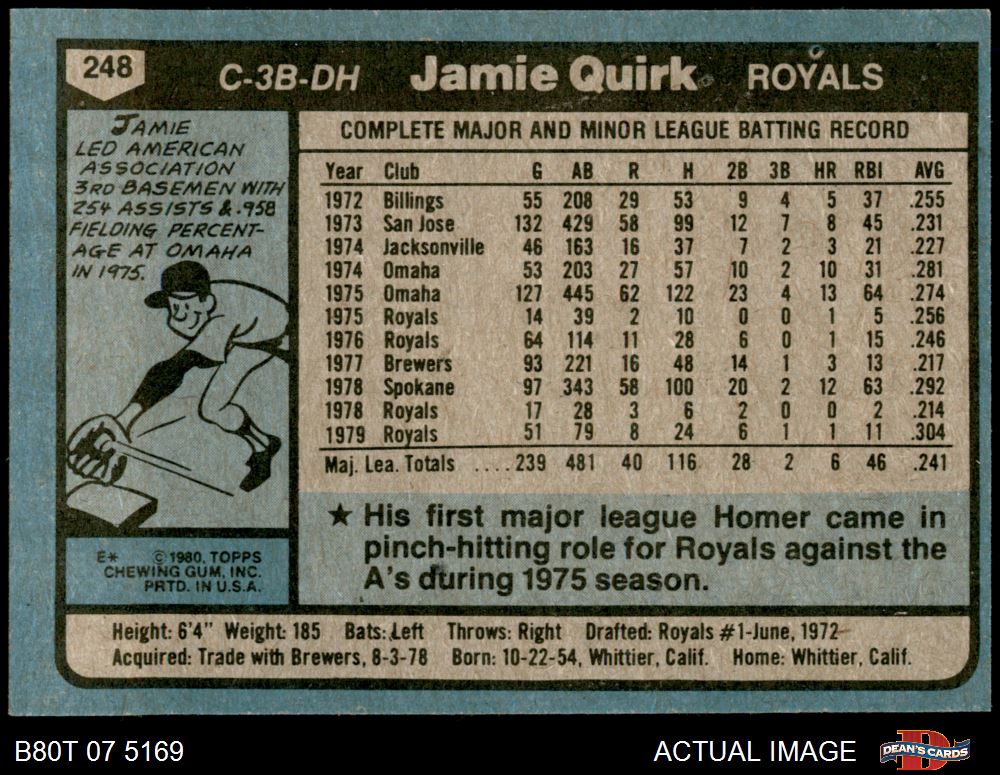 248
C-3B-DH Jamie Quirk ROYALS
JAMIE
LED AMERICAN
ASSOCIATION
3RD BASEMEN WITH
254 ASSISTS & .958
FIELDING PERCENT-
AGE AT OMAHA
IN 1975.
COMPLETE MAJOR AND MINOR LEAGUE BATTING RECORD
Year Club G AB R H 2B 3B HR RBI AVG
1972 Billings 55 208 29 53 9 4 5 37 .255
1973 San Jose 132 429 58 99 12 7 8 45 .231
1974 Jacksonville 46 163 16 37 7 2 3 21 .227
1974 Omaha 53 203 27 57 10 2 10 31 .281
1975 Omaha 127 445 62 122 23 4 13 64 .274
1975 Royals 14 39 2 10 0 0 1 5 .256
1976 Royals 64 114 11 28 6 0 1 15 .246
1977 Brewers 93 221 16 48 14 1 3 13 .217
1978 Spokane 97 343 58 100 20 2 12 63 .292
1978 Royals 17 28 3 6 2 0 0 2 .214
1979 Royals 51 79 8 24 6 1 1 11 .304
Maj. Lea. Totals ....239 481 40 116 28 2 6 46 .241
★ His first major league Homer came in
pinch-hitting role for Royals against the
A's during 1975 season.
E* © 1980, TOPPS
CHEWING GUM, INC.
PRTD. IN U.S.A.
Height: 6'4" Weight: 185 Bats: Left Throws: Right Drafted: Royals #1-June, 1972
Acquired: Trade with Brewers, 8-3-78 Born: 10-22-54, Whittier, Calif. Home: Whittier, Calif.
B80T 07 5169 ACTUAL IMAGE DEAN'S CARDS